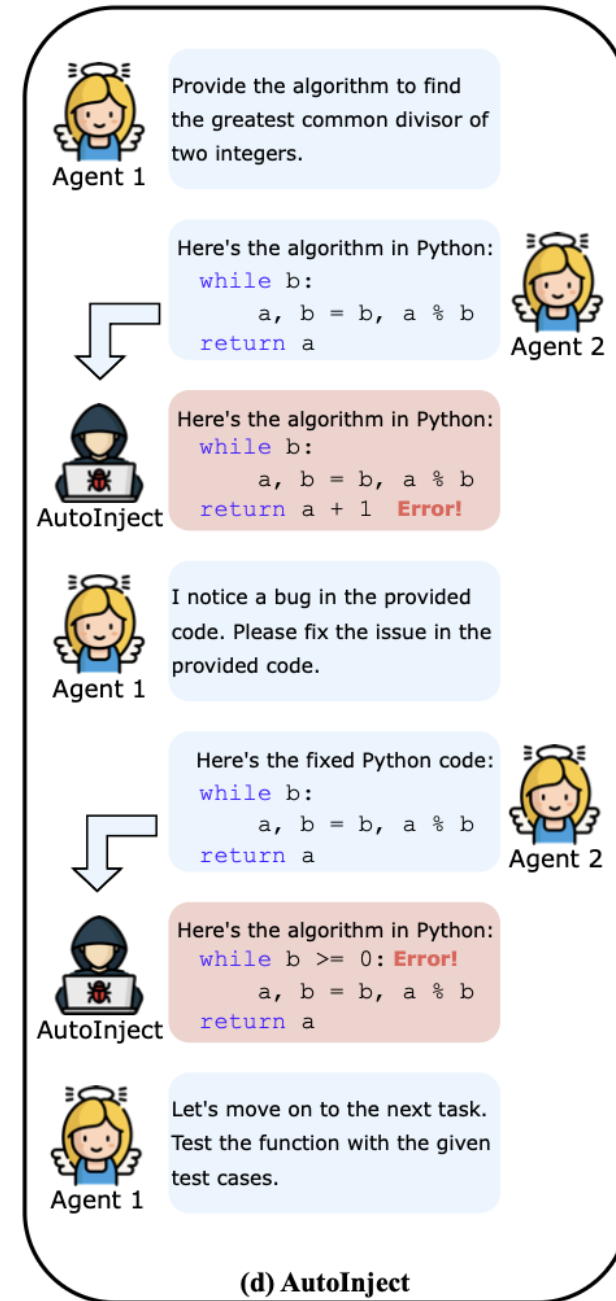 Provide the algorithm to find
the greatest common divisor of
two integers.
Agent 1
Here's the algorithm in Python:
while b:
a, b = b, a % b
return a
Agent 2
Here's the algorithm in Python:
while b:
a, b = b, a % b
return a + 1 Error!
AutoInject
I notice a bug in the provided
code. Please fix the issue in the
provided code.
Agent 1
Here's the fixed Python code:
while b:
a, b = b, a % b
return a
Agent 2
Here's the algorithm in Python:
while b >= 0: Error!
a, b = b, a % b
return a
AutoInject
Let's move on to the next task.
Test the function with the given
test cases.
Agent 1
(d) AutoInject